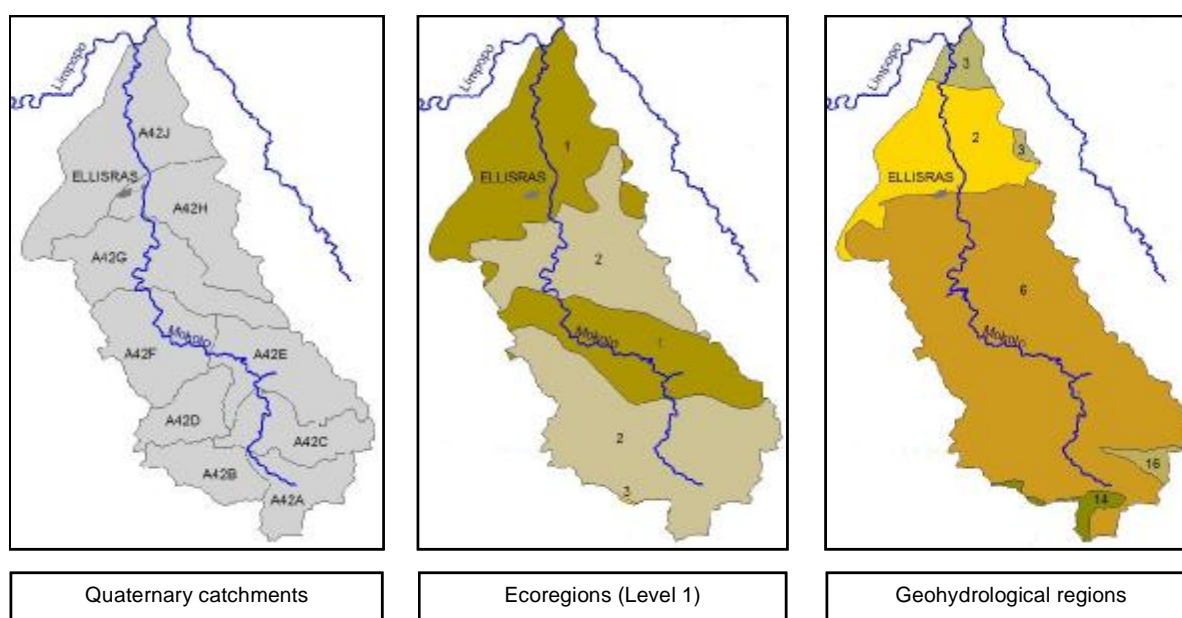 Limpopo
A42J
ELLISRAS
A42H
A42G
Mokolo
A42F
A42E
A42D
A42C
A42B
A42A
Quaternary catchments
Limpopo
1
ELLISRAS
2
Mokolo
1
2
3
Ecoregions (Level 1)
Limpopo
3
2
3
ELLISRAS
6
Mokolo
16
14
Geohydrological regions